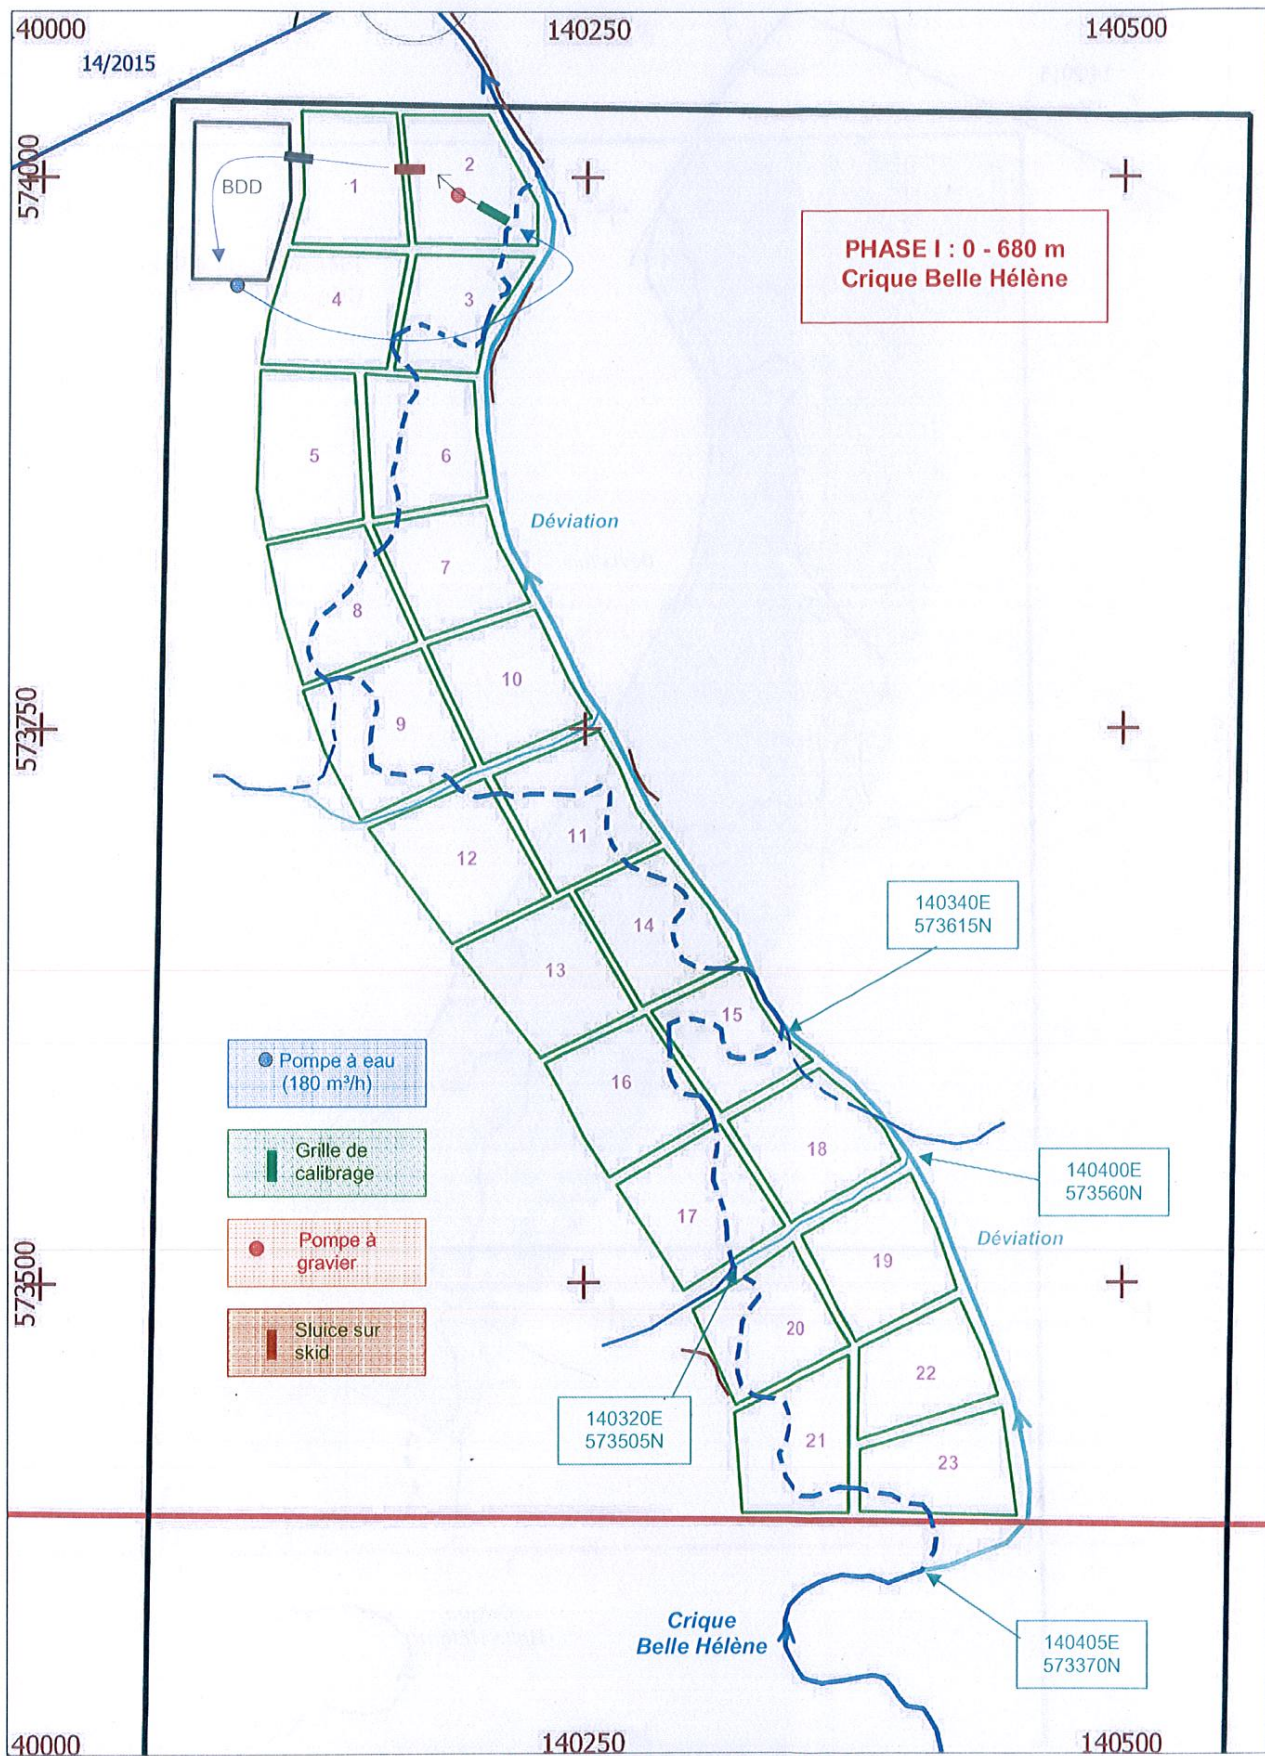 40000
140250
140500
14/2015
574000
BDD
1
2
PHASE I : 0 - 680 m
Crique Belle Hélène
4
3
5
6
Déviation
7
8
10
9
573750
11
12
14
140340E
573615N
13
15
16
Pompe à eau
(180 m³/h)
18
Grille de
calibrage
140400E
573560N
17
Déviation
Pompe à
gravier
19
573500
20
Sluice sur
skid
22
140320E
573505N
21
23
Crique
Belle Hélène
140405E
573370N
40000
140250
140500